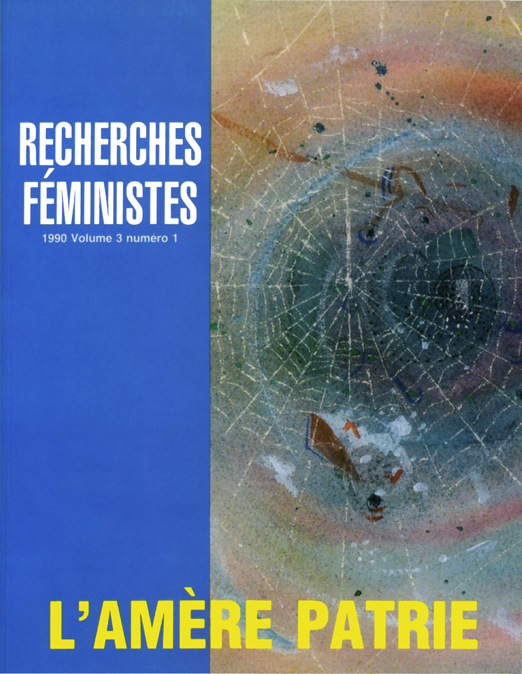 RECHERCHES
FÉMINISTES
1990 Volume 3 numéro 1
L'AMÈRE PATRIE